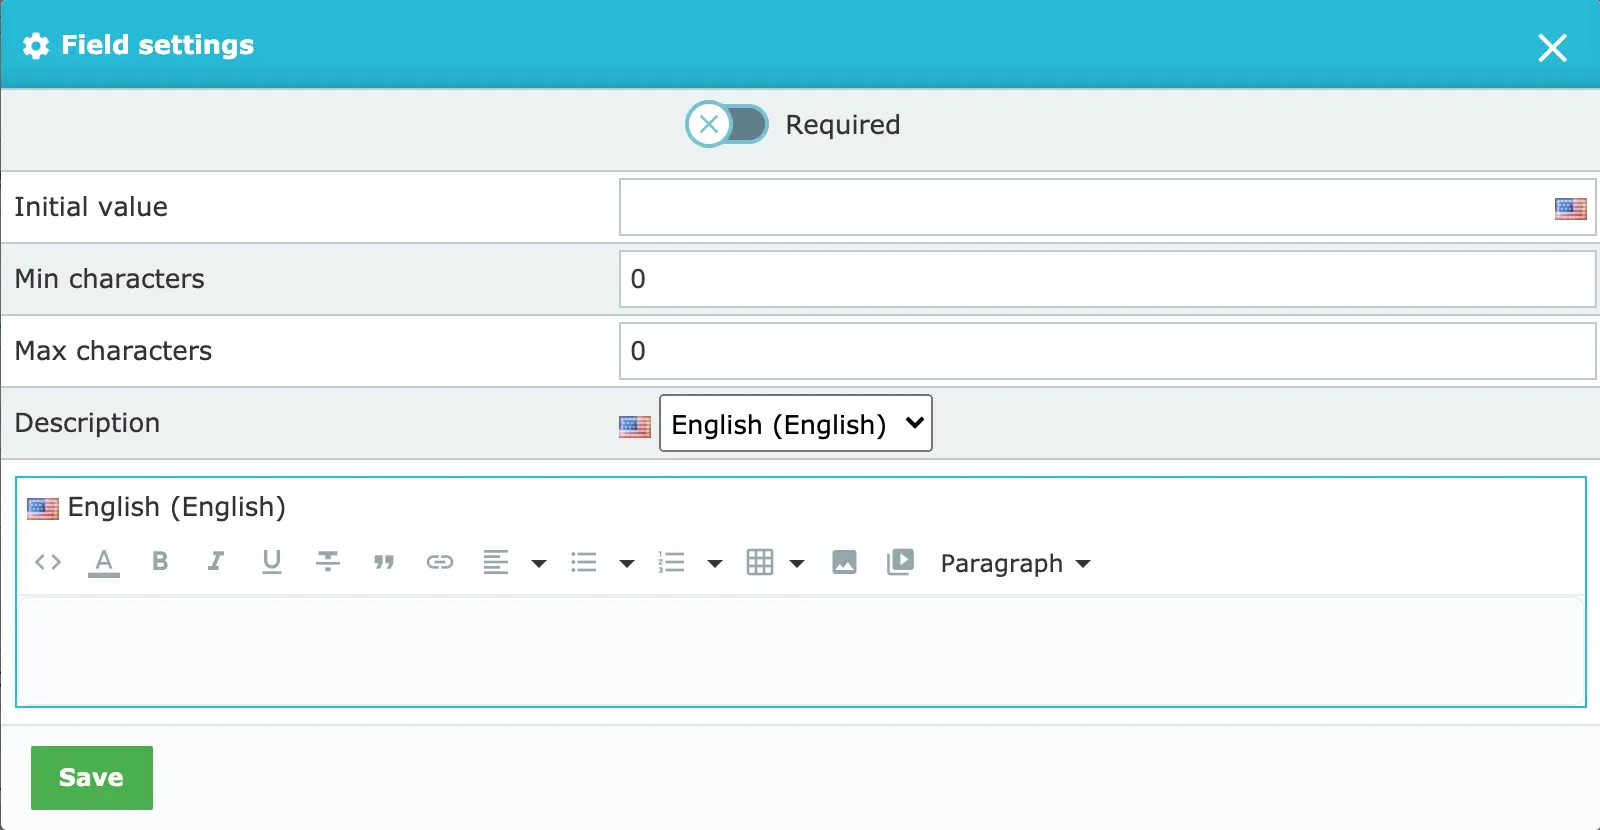 Field settings
Required
Initial value
Min characters 0
Max characters 0
Description English (English)
English (English)
A B I U T Paragraph
Save